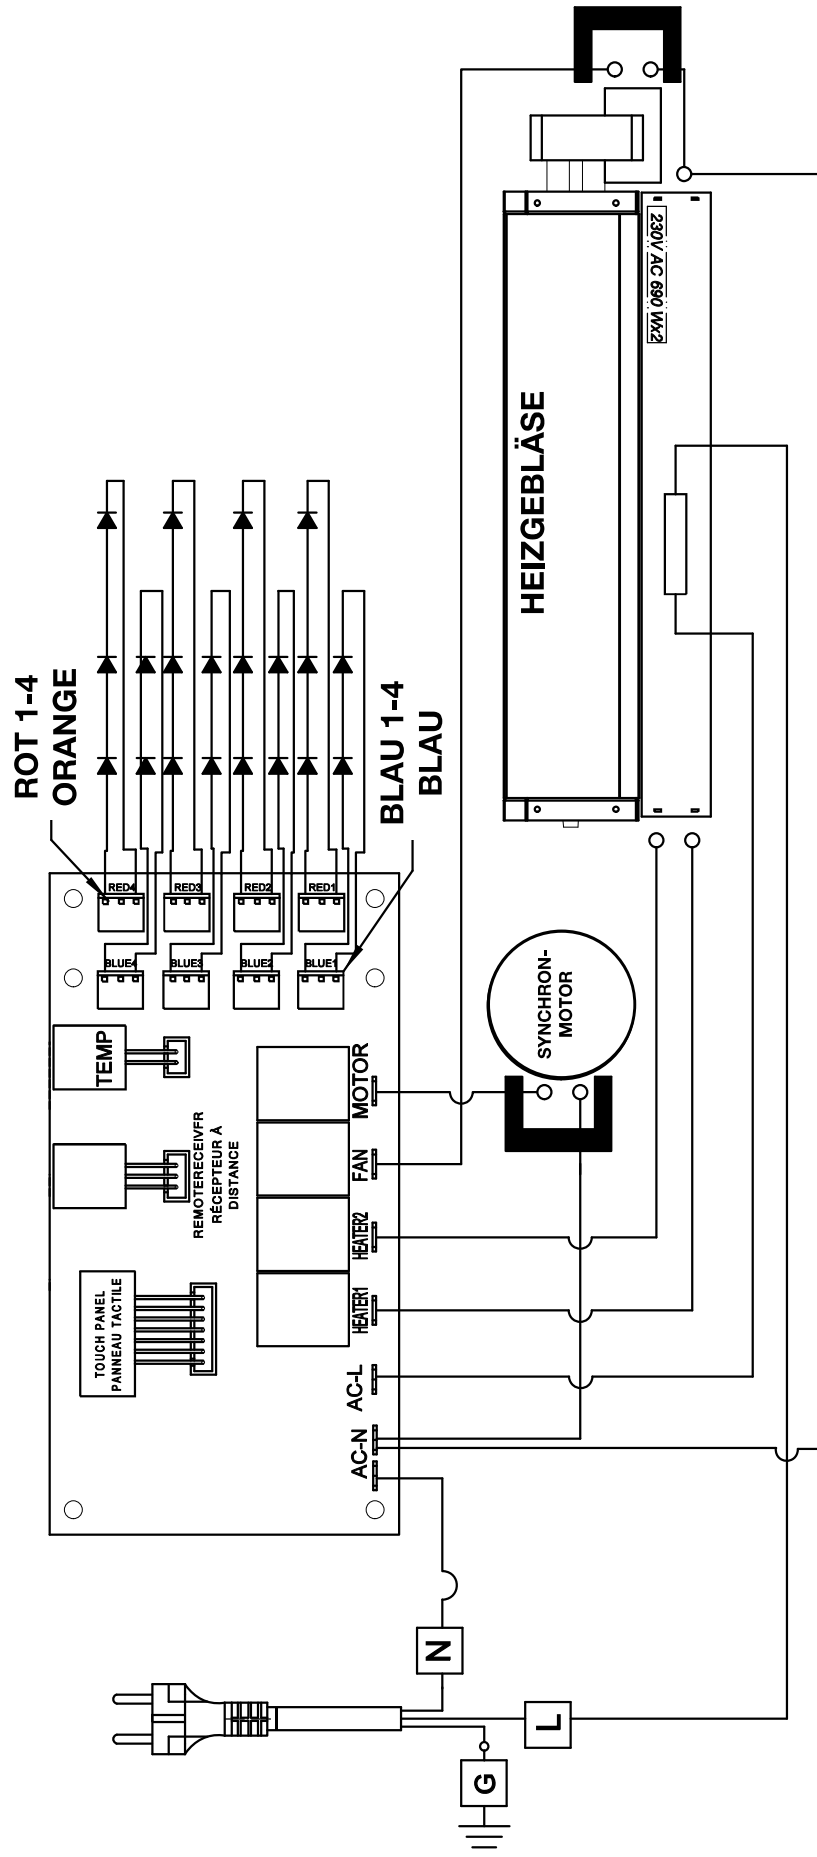 ROT 1-4
ORANGE
BLAU 1-4
BLAU
RED4
RED3
RED2
RED1
BLUE4
BLUE3
BLUE2
BLUE1
TEMP
REMOTERECEIVFR
RÉCEPTEUR À
DISTANCE
TOUCH PANEL
PANNEAU TACTILE
MOTOR
FAN
HEATER2
HEATER1
AC-L
AC-N
SYNCHRON-
MOTOR
HEIZGEBLÄSE
230V AC 690 Wx2
N
L
G